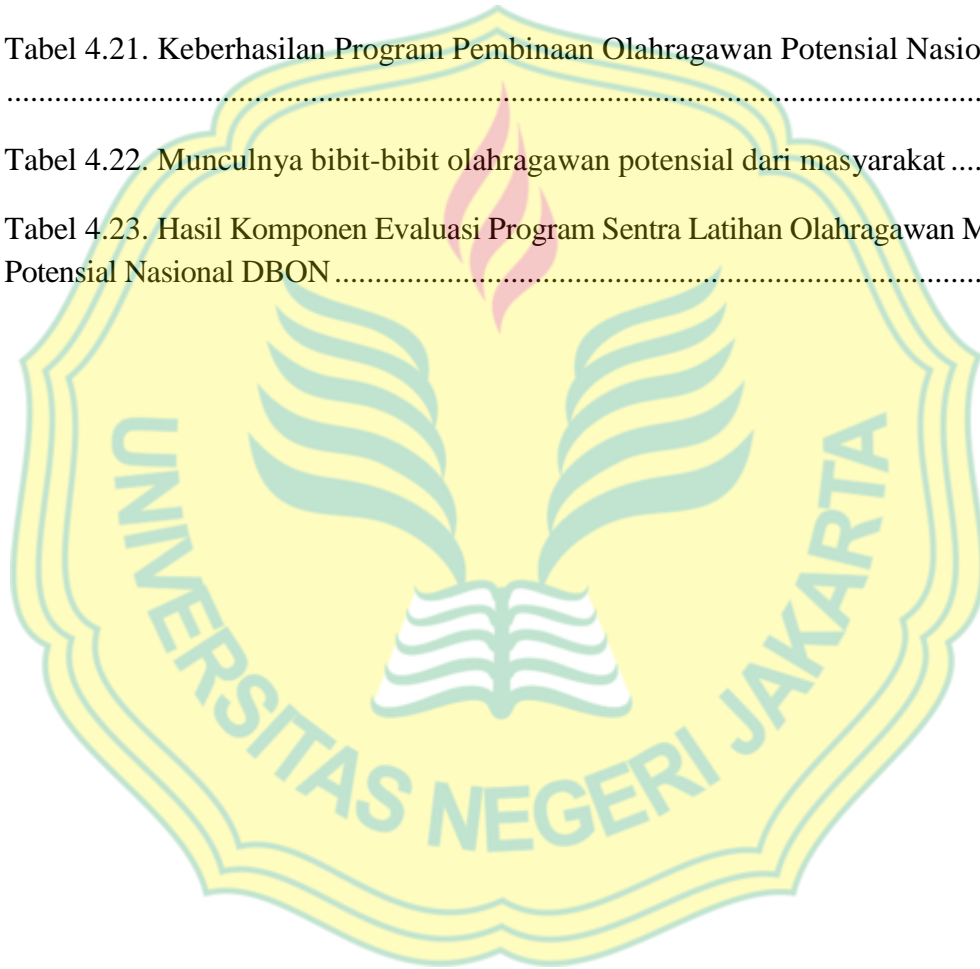 Tabel 4.21. Keberhasilan Program Pembinaan Olahragawan Potensial
..........................................................................................................................
Tabel 4.22. Munculnya bibit-bibit olahragawan potensial dari masyarakat ....
Tabel 4.23. Hasil Komponen Evaluasi Program Sentra Latihan Olahragawan
Potensial Nasional DBON ..................................................................................
UNIVERSITAS NEGERI JAKARTA